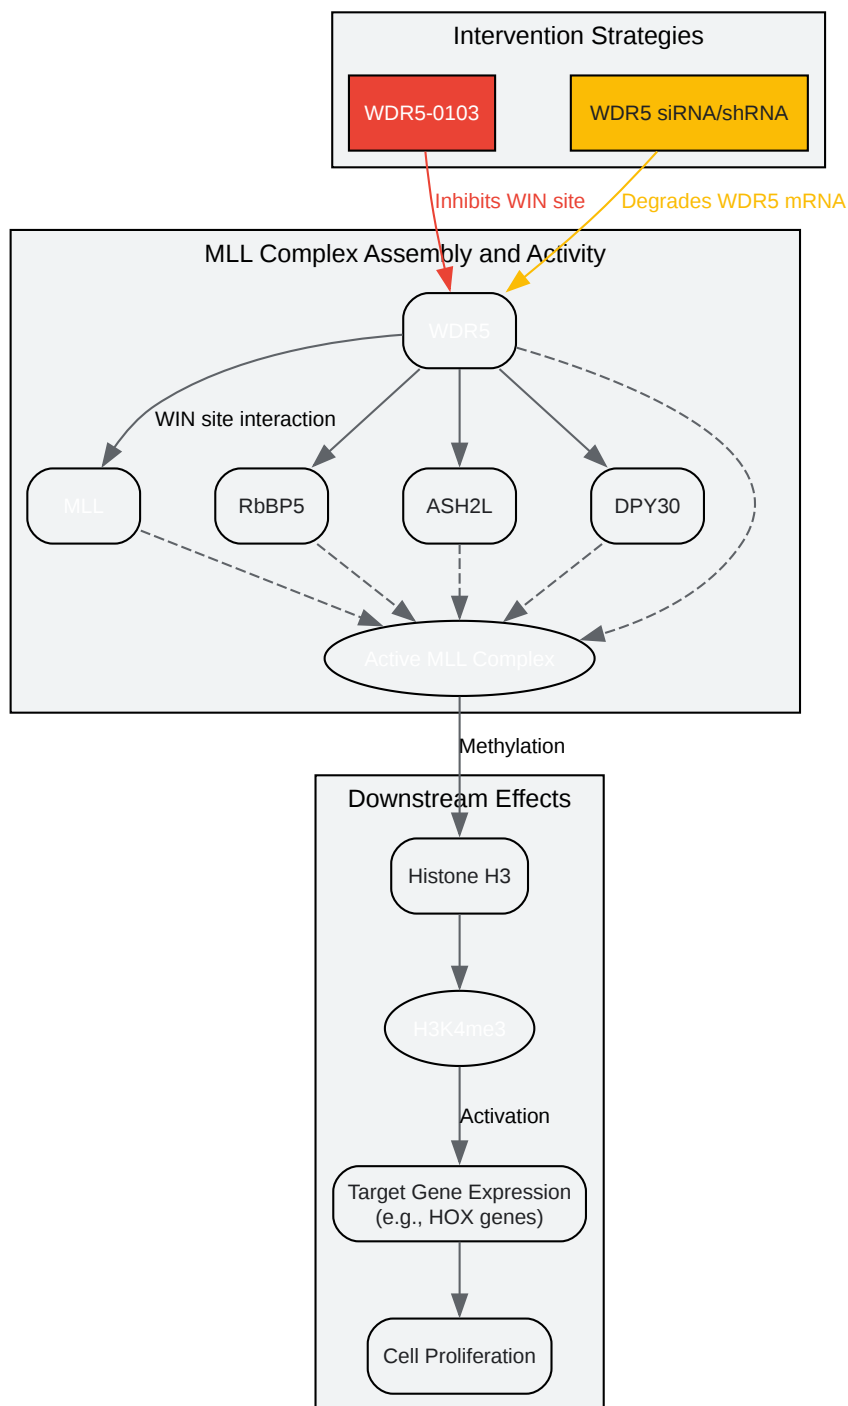 Intervention Strategies
WDR5-0103
WDR5 siRNA/shRNA
Inhibits WIN site
Degrades WDR5 mRNA
MLL Complex Assembly and Activity
WDR5
WIN site interaction
MLL
RbBP5
ASH2L
DPY30
Active MLL Complex
Methylation
Downstream Effects
Histone H3
H3K4me3
Activation
Target Gene Expression
(e.g., HOX genes)
Cell Proliferation